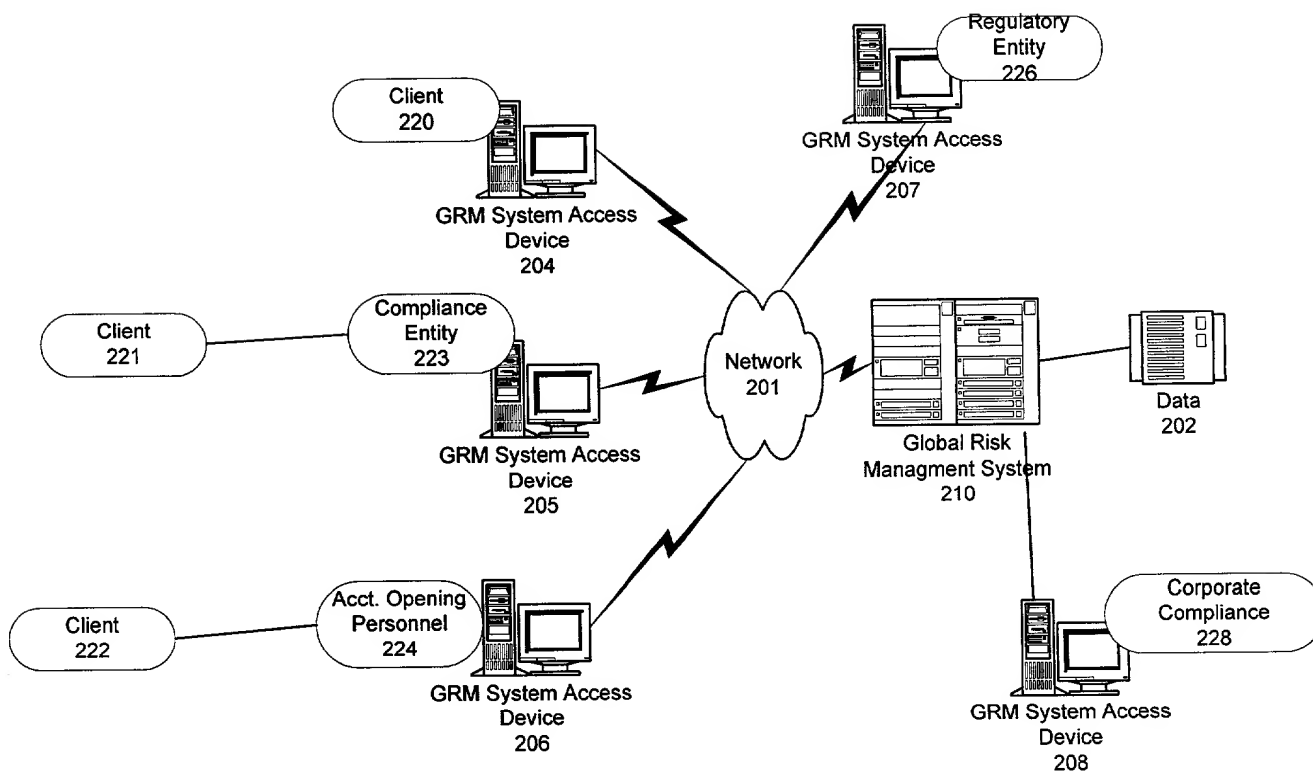 Regulatory
Entity
226
Client
220
GRM System Access
Device
207
GRM System Access
Device
204
Client
221
Compliance
Entity
223
Network
201
Data
202
GRM System Access
Device
205
Global Risk
Managment System
210
Client
222
Acct. Opening
Personnel
224
Corporate
Compliance
228
GRM System Access
Device
206
GRM System Access
Device
208